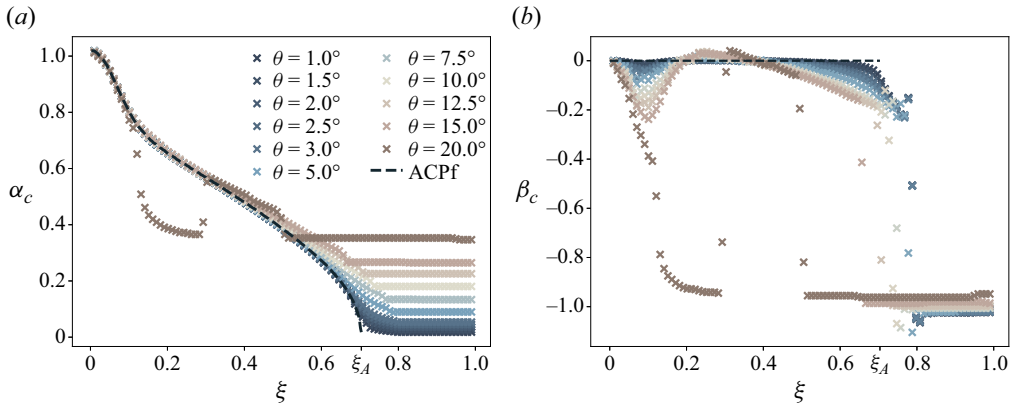 (a)
(b)
1.0
0.8
0.6
0.4
0.2
0
α_c
θ = 1.0°
θ = 1.5°
θ = 2.0°
θ = 2.5°
θ = 3.0°
θ = 5.0°
θ = 7.5°
θ = 10.0°
θ = 12.5°
θ = 15.0°
θ = 20.0°
ACPf
0 0.2 0.4 0.6 ξ_A 0.8 1.0
ξ
0
−0.2
−0.4
−0.6
−0.8
−1.0
β_c
0 0.2 0.4 0.6 ξ_A 0.8 1.0
ξ